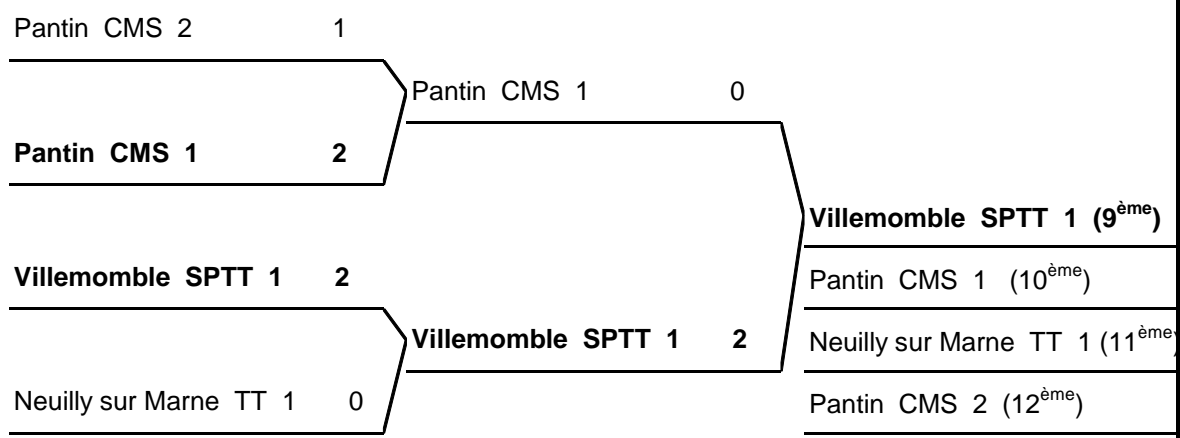 Pantin CMS 2 1
Pantin CMS 1 0
Pantin CMS 1 2
Villemomble SPTT 1 (9ème)
Villemomble SPTT 1 2
Pantin CMS 1 (10ème)
Villemomble SPTT 1 2
Neuilly sur Marne TT 1 (11ème)
Neuilly sur Marne TT 1 0
Pantin CMS 2 (12ème)